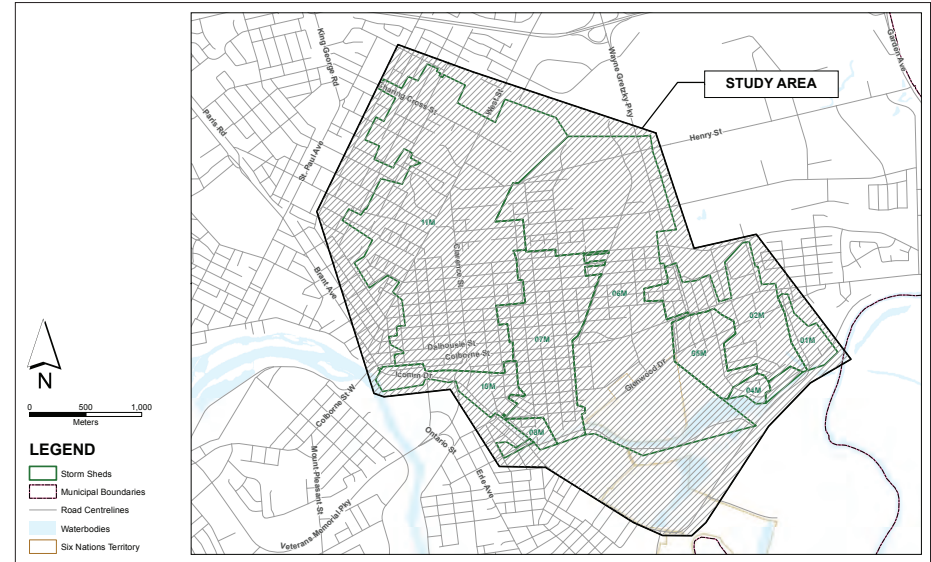 King George Rd
Wayne Gretzky Pky
Garden Ave
STUDY AREA
Charing Cross St
West St
Paris Rd
Henry St
St. Paul Ave
11M
Clarence St
Brant Ave
06M
02M
07M
01M
Dalhousie St
Colborne St
05M
Icomm Dr
Glenwood Dr
10M
04M
Colborne St W
08M
Ontario St
Erie Ave
Mount Pleasant St
Veterans Memorial Pky
N
0 500 1,000
Meters
LEGEND
Storm Sheds
Municipal Boundaries
Road Centrelines
Waterbodies
Six Nations Territory